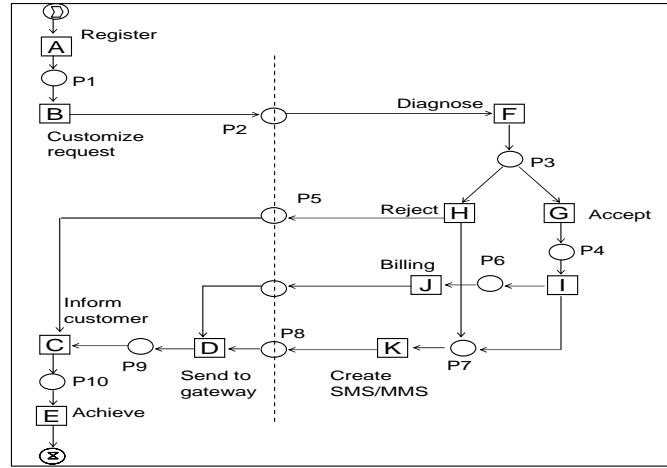 A
Register
P1
B
Customize
request
P2
Diagnose
F
P3
P5
Reject
H
G
Accept
P4
Billing
P6
J
I
Inform
customer
C
P9
D
P8
K
P7
P10
Send to
gateway
Create
SMS/MMS
E
Achieve